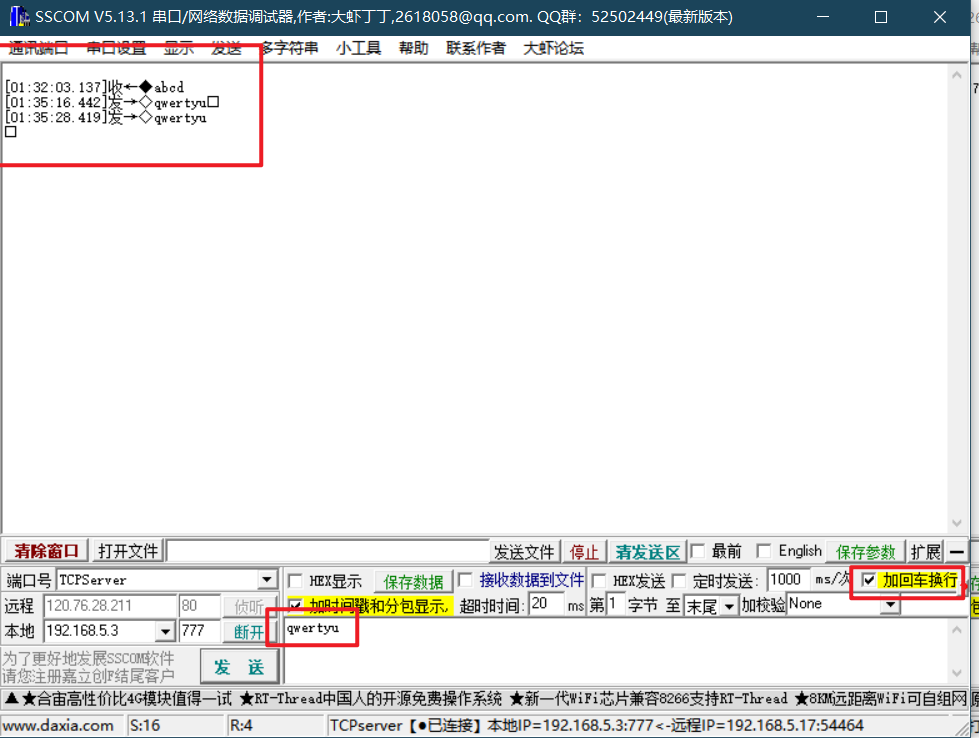 SSCOM V5.13.1 串口/网络数据调试器,作者:大虾丁丁,2618058@qq.com. QQ群: 52502449(最新版本)
通讯端口 串口设置 显示 发送 多字符串 小工具 帮助 联系作者 大虾论坛
[01:32:03.137]收←◆abcd
[01:35:16.442]发→◇qwertyu□
[01:35:28.419]发→◇qwertyu
□
清除窗口 打开文件 发送文件 停止 清发送区 最前 English 保存参数 扩展 —
端口号 TCPServer HEX显示 保存数据 接收数据到文件 HEX发送 定时发送: 1000 ms/次 加回车换行
远程 120.76.28.211 80 侦听 加时间戳和分包显示, 超时时间: 20 ms 第 1 字节 至 末尾 加校验 None
本地 192.168.5.3 777 断开 qwertyu
为了更好地发展SSCOM软件
请您注册嘉立创F结尾客户
发 送
▲★合宙高性价比4G模块值得一试 ★RT-Thread中国人的开源免费操作系统 ★新一代WiFi芯片兼容8266支持RT-Thread ★8KM远距离WiFi可自组网
www.daxia.com S:16 R:4 TCPserver【●已连接】本地IP=192.168.5.3:777<-远程IP=192.168.5.17:54464